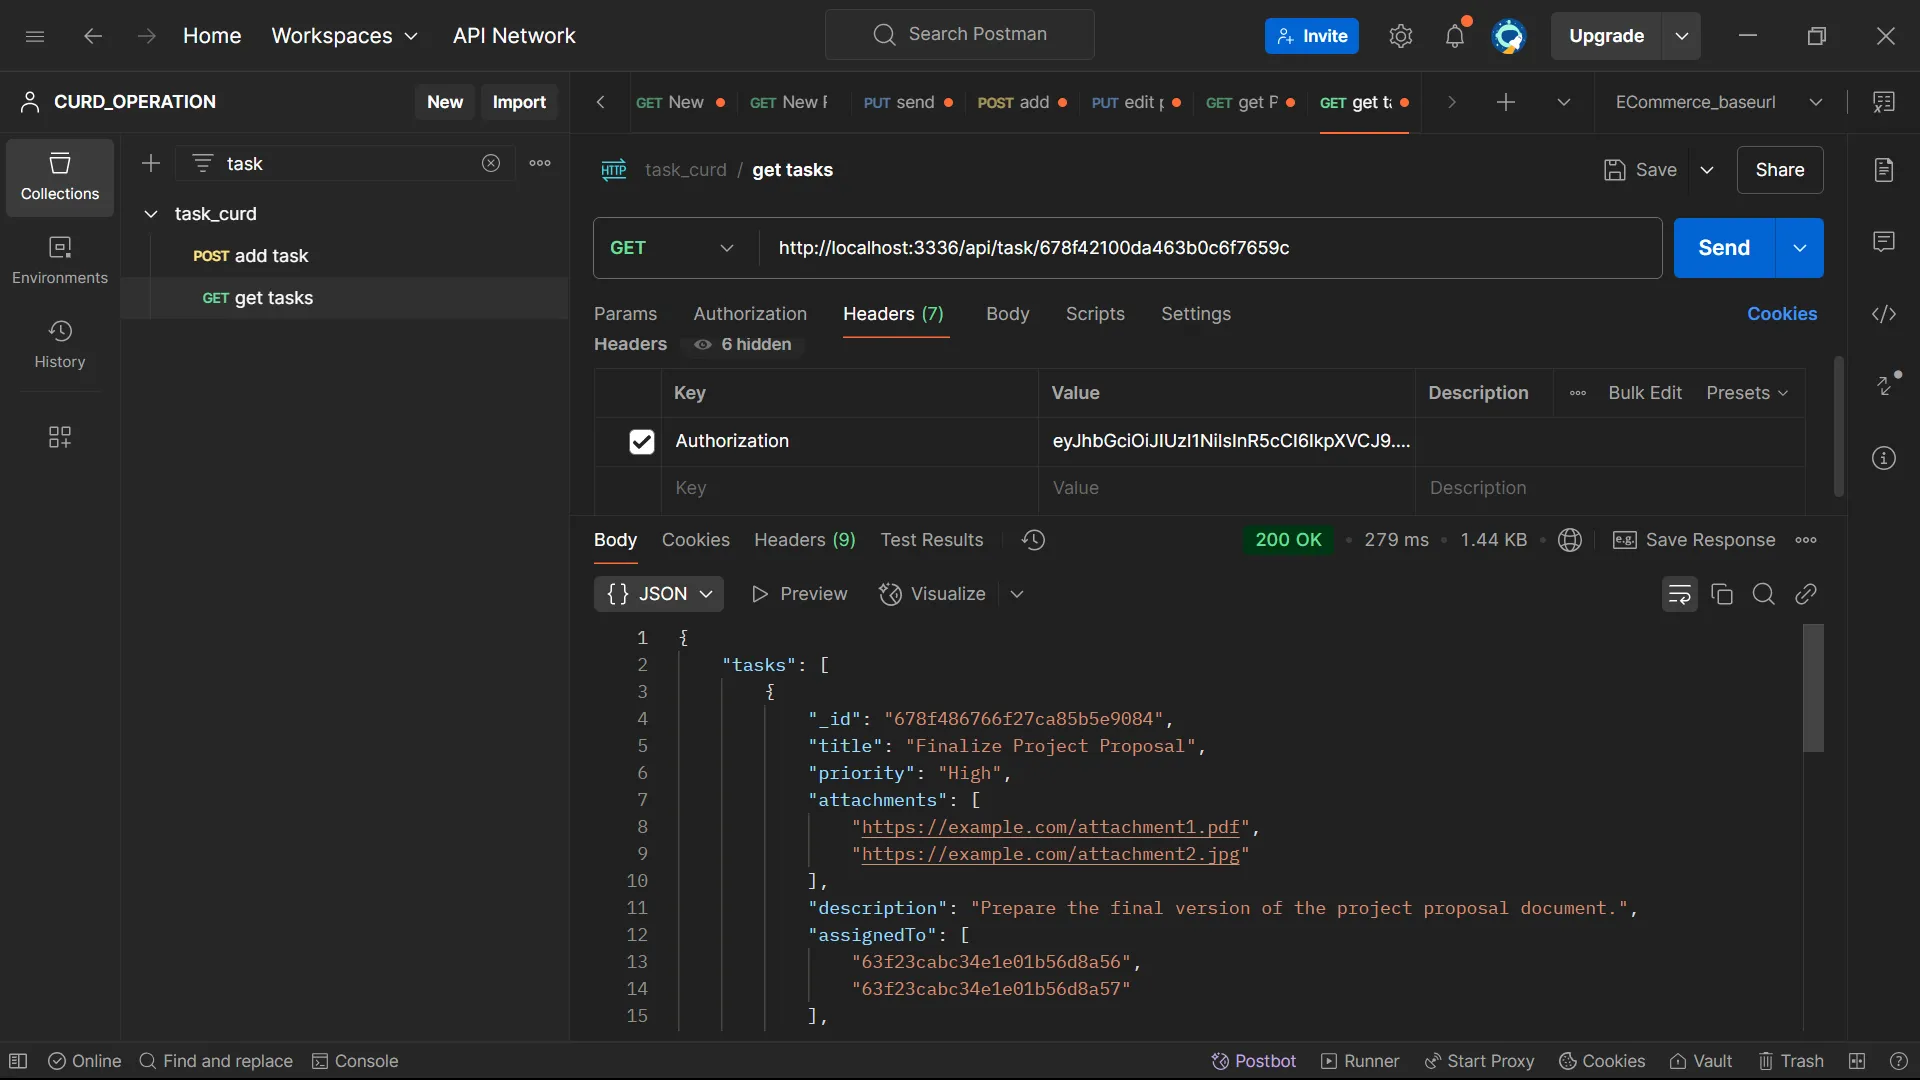 Home
Workspaces
API Network
Search Postman
Invite
Upgrade
CURD_OPERATION
New
Import
GET New
GET New
PUT send
POST add
PUT edit
GET get P
GET get ta
ECommerce_baseurl
Collections
Environments
History
task
task_curd
POST add task
GET get tasks
HTTP
task_curd / get tasks
Save
Share
GET
http://localhost:3336/api/task/678f42100da463b0c6f7659c
Send
Params
Authorization
Headers (7)
Body
Scripts
Settings
Cookies
Headers
6 hidden
Key
Value
Description
Bulk Edit
Presets
Authorization
eyJhbGciOiJIUzI1NiIsInR5cCI6IkpXVCJ9....
Key
Value
Description
Body
Cookies
Headers (9)
Test Results
200 OK
279 ms
1.44 KB
e.g.
Save Response
{} JSON
Preview
Visualize
1 {
2 "tasks": [
3 {
4 "_id": "678f486766f27ca85b5e9084",
5 "title": "Finalize Project Proposal",
6 "priority": "High",
7 "attachments": [
8 "https://example.com/attachment1.pdf",
9 "https://example.com/attachment2.jpg"
10 ],
11 "description": "Prepare the final version of the project proposal document.",
12 "assignedTo": [
13 "63f23cabc34e1e01b56d8a56",
14 "63f23cabc34e1e01b56d8a57"
15 ],
Online
Find and replace
Console
Postbot
Runner
Start Proxy
Cookies
Vault
Trash